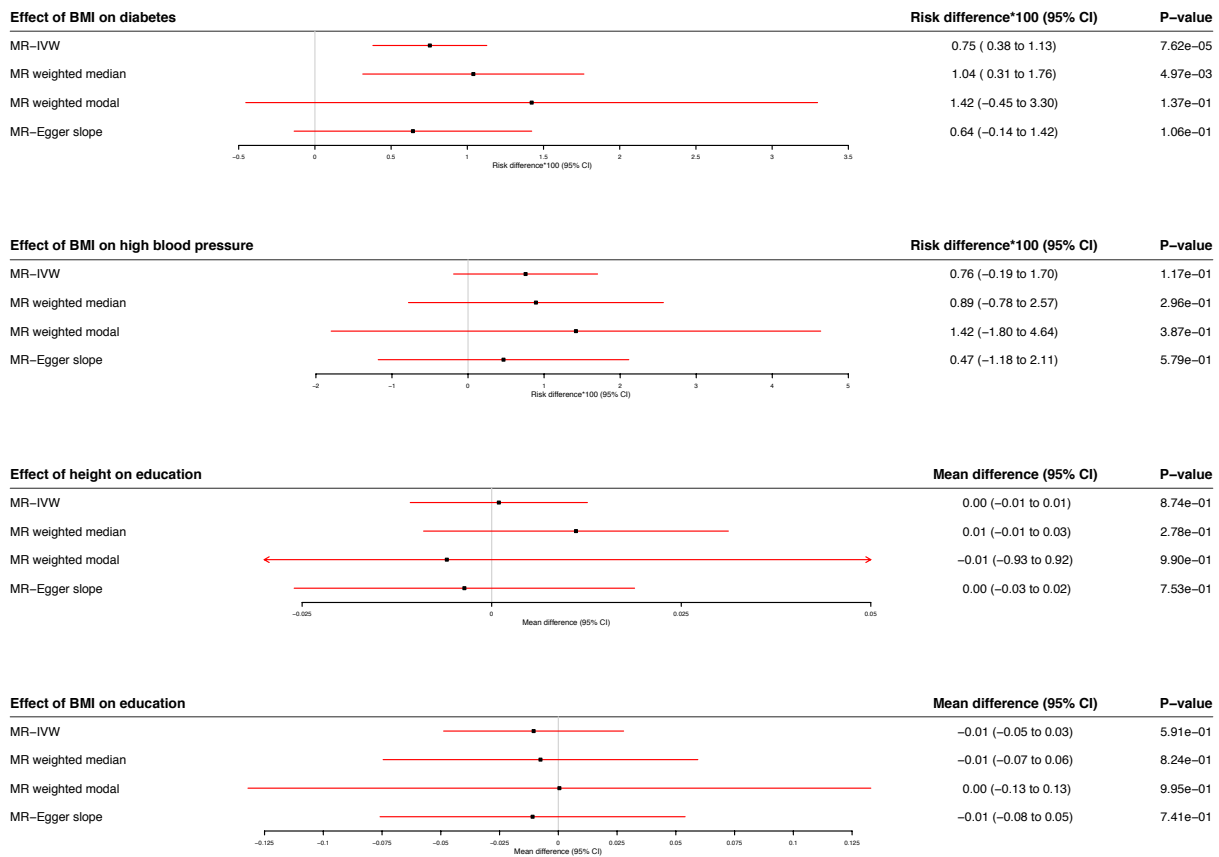 Effect of BMI on diabetes Risk difference*100 (95% CI) P−value
MR−IVW 0.75 ( 0.38 to 1.13) 7.62e−05
MR weighted median 1.04 ( 0.31 to 1.76) 4.97e−03
MR weighted modal 1.42 (−0.45 to 3.30) 1.37e−01
MR−Egger slope 0.64 (−0.14 to 1.42) 1.06e−01
−0.5 0 0.5 1 1.5 2 2.5 3 3.5
Risk difference*100 (95% CI)
Effect of BMI on high blood pressure Risk difference*100 (95% CI) P−value
MR−IVW 0.76 (−0.19 to 1.70) 1.17e−01
MR weighted median 0.89 (−0.78 to 2.57) 2.96e−01
MR weighted modal 1.42 (−1.80 to 4.64) 3.87e−01
MR−Egger slope 0.47 (−1.18 to 2.11) 5.79e−01
−2 −1 0 1 2 3 4 5
Risk difference*100 (95% CI)
Effect of height on education Mean difference (95% CI) P−value
MR−IVW 0.00 (−0.01 to 0.01) 8.74e−01
MR weighted median 0.01 (−0.01 to 0.03) 2.78e−01
MR weighted modal −0.01 (−0.93 to 0.92) 9.90e−01
MR−Egger slope 0.00 (−0.03 to 0.02) 7.53e−01
−0.025 0 0.025 0.05
Mean difference (95% CI)
Effect of BMI on education Mean difference (95% CI) P−value
MR−IVW −0.01 (−0.05 to 0.03) 5.91e−01
MR weighted median −0.01 (−0.07 to 0.06) 8.24e−01
MR weighted modal 0.00 (−0.13 to 0.13) 9.95e−01
MR−Egger slope −0.01 (−0.08 to 0.05) 7.41e−01
−0.125 −0.1 −0.075 −0.05 −0.025 0 0.025 0.05 0.075 0.1 0.125
Mean difference (95% CI)